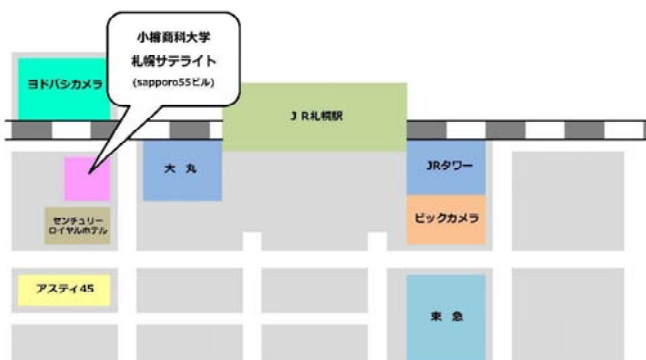 小樽商科大学
札幌サテライト
(sapporo55ビル)
ヨドバシカメラ
JR札幌駅
大丸
JRタワー
センチュリー
ロイヤルホテル
ビックカメラ
アスティ45
東急